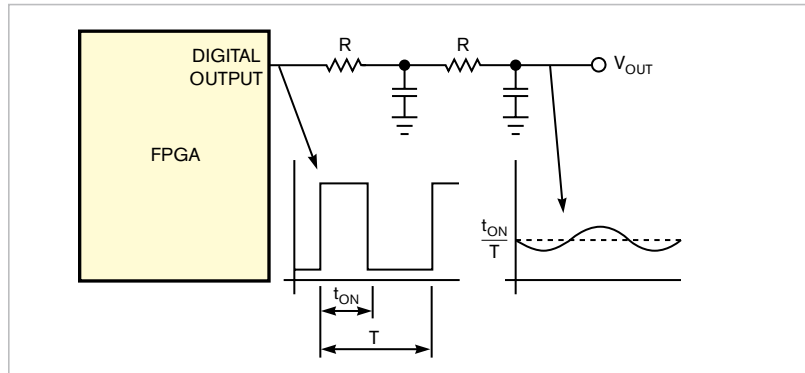 DIGITAL
OUTPUT
FPGA
R
R
V_OUT
t_ON
T
t_ON
T